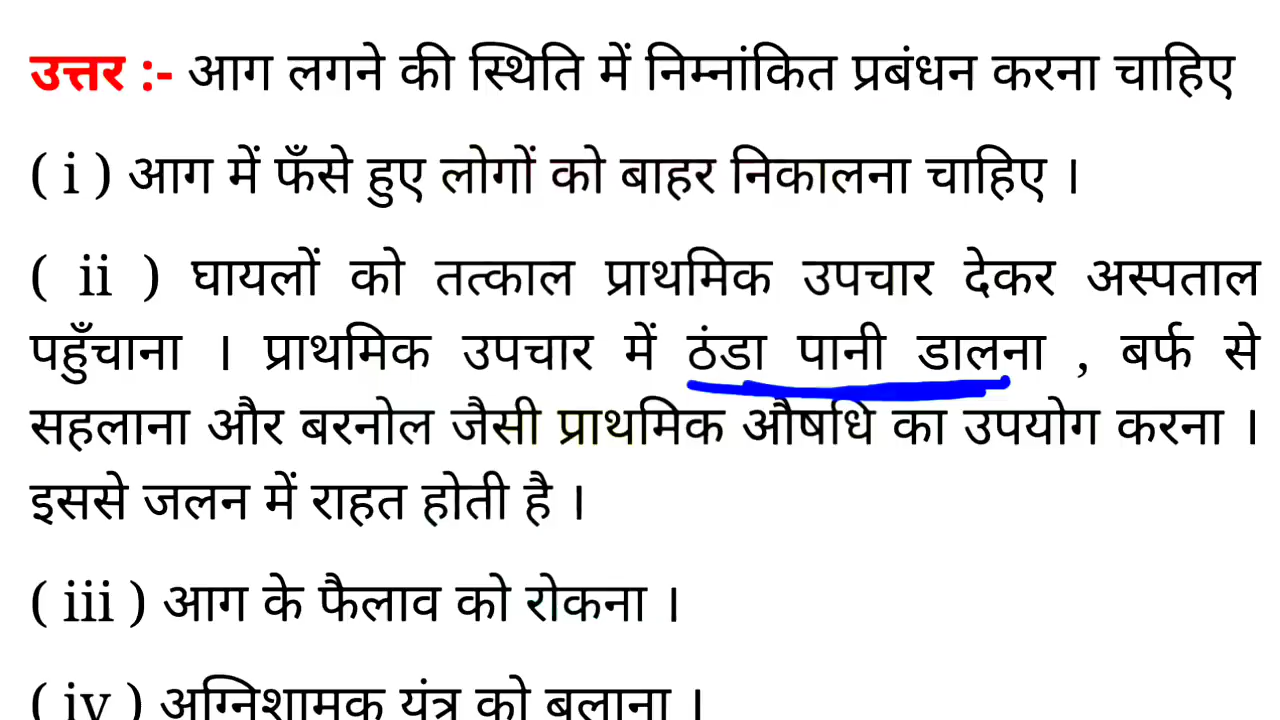 उत्तर :- आग लगने की स्थिति में निम्नांकित प्रबंधन करना चाहिए
( i ) आग में फँसे हुए लोगों को बाहर निकालना चाहिए ।
( ii ) घायलों को तत्काल प्राथमिक उपचार देकर अस्पताल
पहुँचाना । प्राथमिक उपचार में ठंडा पानी डालना , बर्फ से
सहलाना और बरनोल जैसी प्राथमिक औषधि का उपयोग करना ।
इससे जलन में राहत होती है ।
( iii ) आग के फैलाव को रोकना ।
( iv ) अग्निशामक यंत्र को बुलाना ।